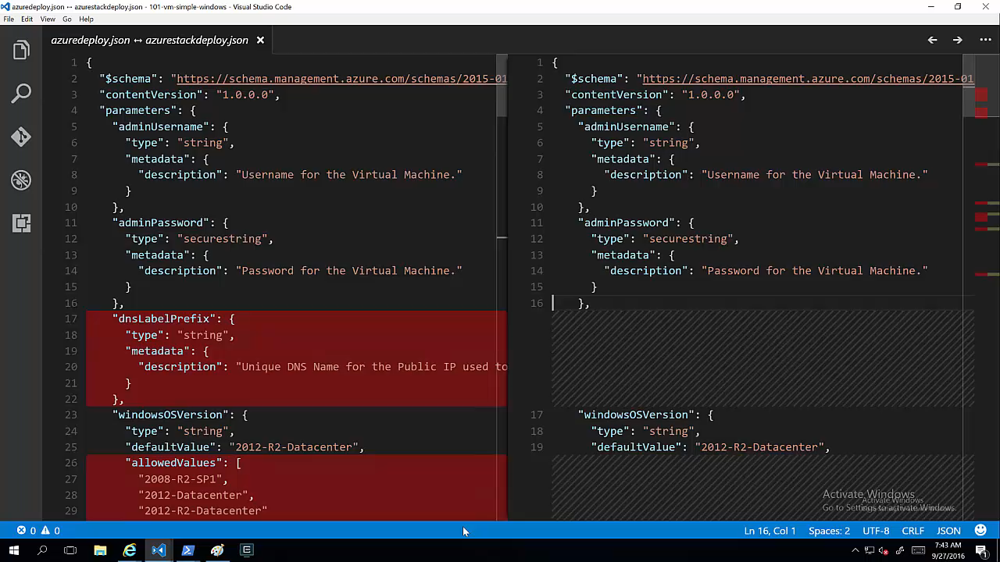 azuredeploy.json ↔ azurestackdeploy.json - 101-vm-simple-windows - Visual Studio Code
File Edit View Go Help
azuredeploy.json ↔ azurestackdeploy.json
1 {
2 "$schema": "https://schema.management.azure.com/schemas/2015-01
3 "contentVersion": "1.0.0.0",
4 "parameters": {
5 "adminUsername": {
6 "type": "string",
7 "metadata": {
8 "description": "Username for the Virtual Machine."
9 }
10 },
11 "adminPassword": {
12 "type": "securestring",
13 "metadata": {
14 "description": "Password for the Virtual Machine."
15 }
16 },
17 "dnsLabelPrefix": {
18 "type": "string",
19 "metadata": {
20 "description": "Unique DNS Name for the Public IP used to
21 }
22 },
23 "windowsOSVersion": {
24 "type": "string",
25 "defaultValue": "2012-R2-Datacenter",
26 "allowedValues": [
27 "2008-R2-SP1",
28 "2012-Datacenter",
29 "2012-R2-Datacenter"
1 {
2 "$schema": "https://schema.management.azure.com/schemas/2015-01
3 "contentVersion": "1.0.0.0",
4 "parameters": {
5 "adminUsername": {
6 "type": "string",
7 "metadata": {
8 "description": "Username for the Virtual Machine."
9 }
10 },
11 "adminPassword": {
12 "type": "securestring",
13 "metadata": {
14 "description": "Password for the Virtual Machine."
15 }
16 },
17 "windowsOSVersion": {
18 "type": "string",
19 "defaultValue": "2012-R2-Datacenter",
Activate Windows
Activate Windows
Go to Settings to activate Windows.
0 0 Ln 16, Col 1 Spaces: 2 UTF-8 CRLF JSON
7:43 AM
9/27/2016